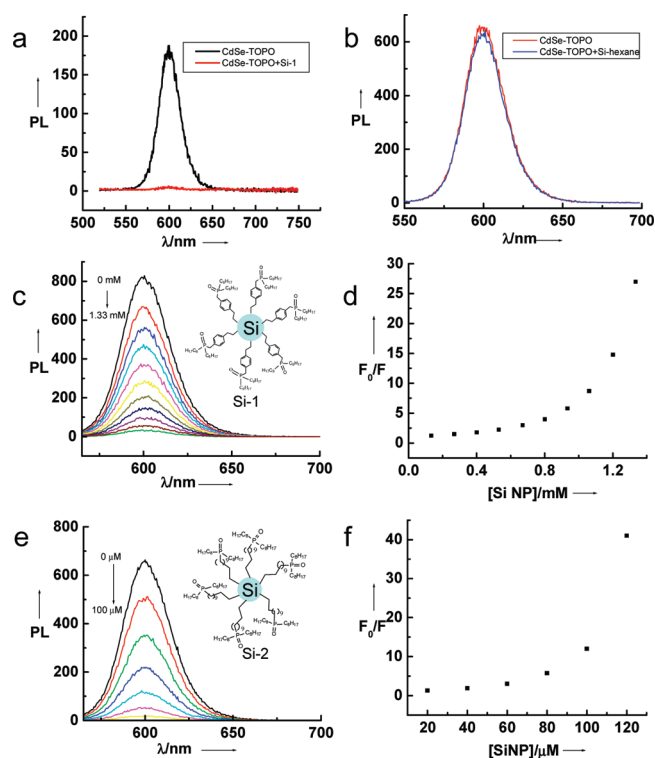 a
CdSe-TOPO
CdSe-TOPO+Si-1
PL
200
150
100
50
0
500 550 600 650 700 750
λ/nm
b
CdSe-TOPO
CdSe-TOPO+Si-hexane
PL
600
400
200
0
550 600 650 700
λ/nm
c
0 mM
1.33 mM
PL
800
700
600
500
400
300
200
100
0
600 650 700
λ/nm
Si
Si-1
d
F0/F
30
25
20
15
10
5
0
0.0 0.4 0.8 1.2
[Si NP]/mM
e
0 μM
100 μM
PL
800
600
400
200
0
600 650 700
λ/nm
Si
Si-2
f
F0/F
40
30
20
10
0
20 40 60 80 100 120
[SiNP]/μM